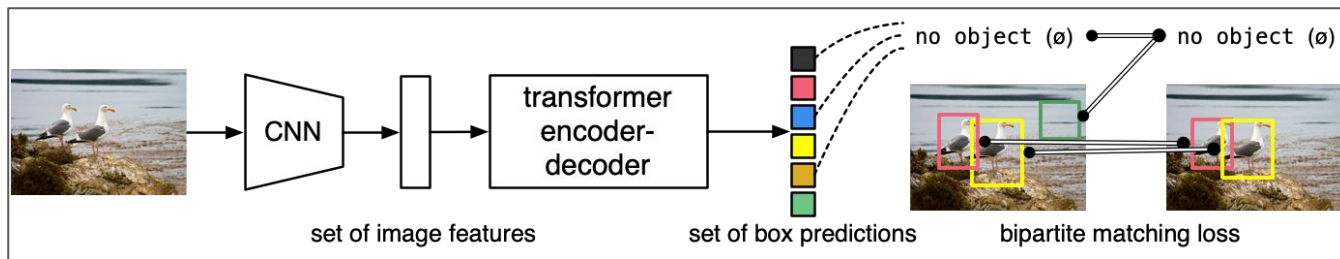 no object (ø)
no object (ø)
CNN
transformer
encoder-
decoder
set of image features
set of box predictions
bipartite matching loss